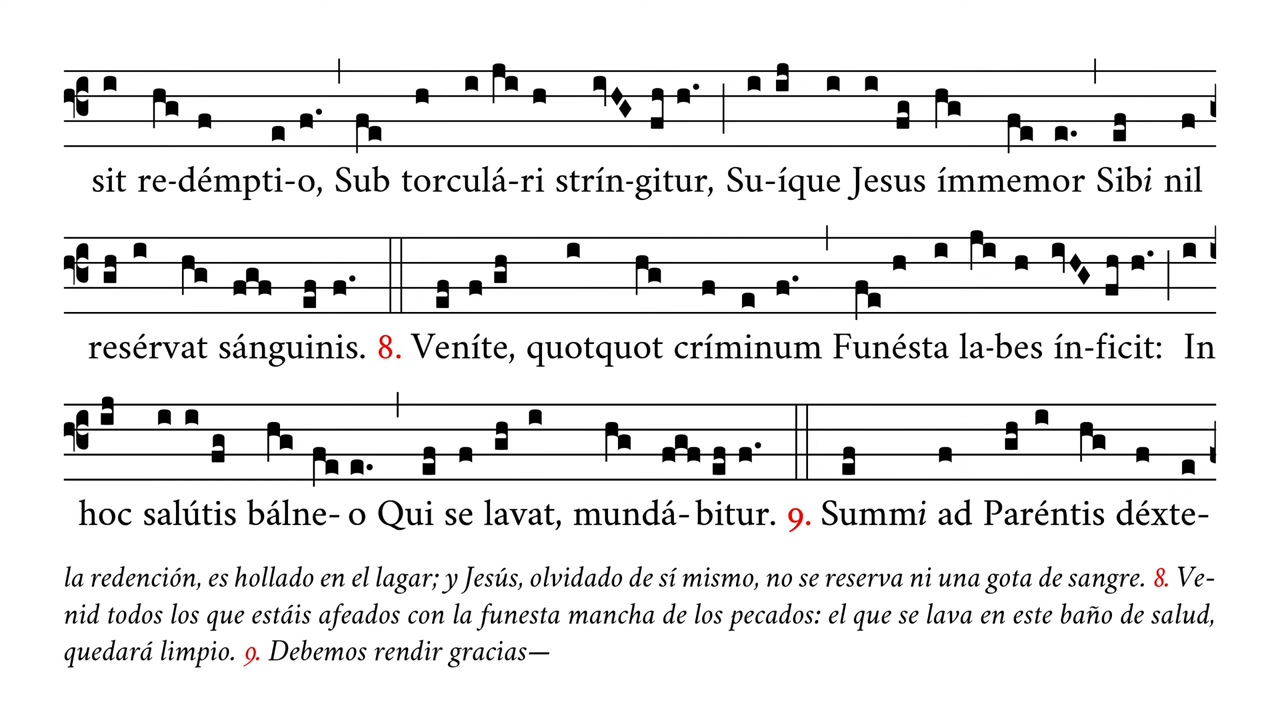 sit re-démpti-o, Sub torculá-ri strín-gitur, Su-íque Jesus ímmemor Sibi nil
resérvat sánguinis. 8. Veníte, quotquot críminum Funésta la-bes ín-ficit: In
hoc salútis bálne-o Qui se lavat, mundá-bitur. 9. Summi ad Paréntis déxte-
la redención, es hollado en el lagar; y Jesús, olvidado de sí mismo, no se reserva ni una gota de sangre. 8. Ve-
nid todos los que estáis afeados con la funesta mancha de los pecados: el que se lava en este baño de salud,
quedará limpio. 9. Debemos rendir gracias—